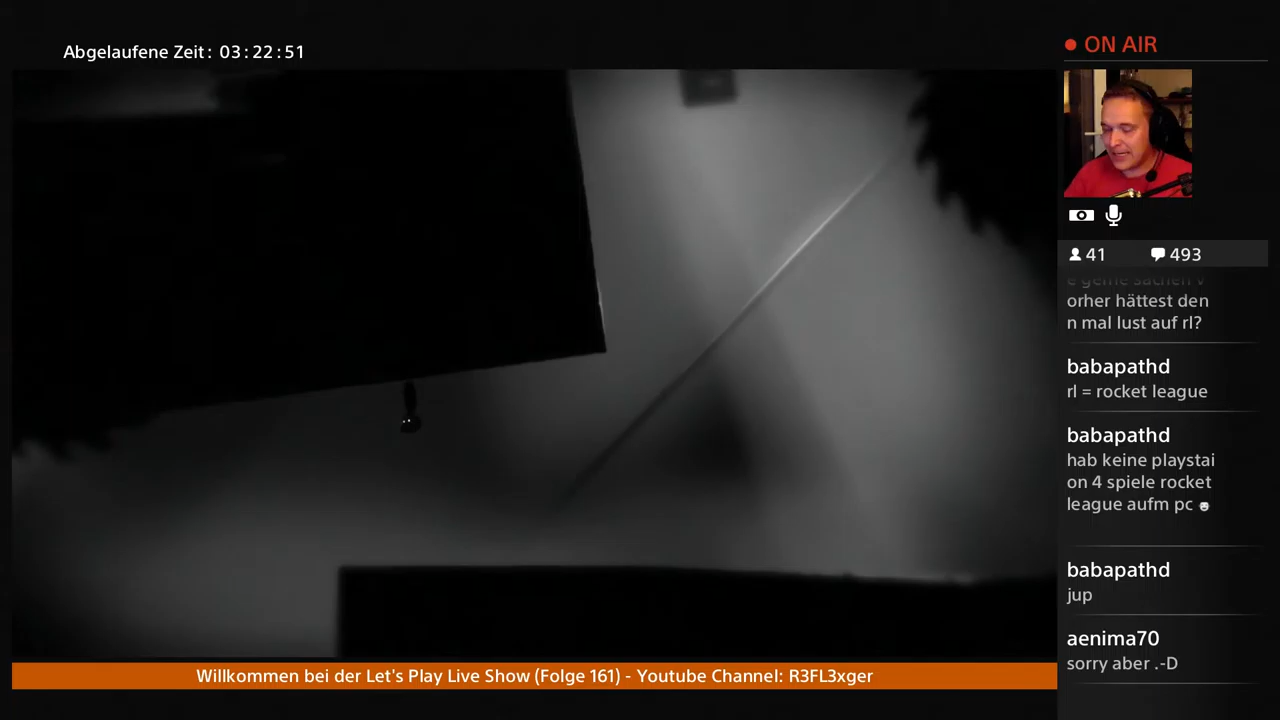 Abgelaufene Zeit: 03:22:51
ON AIR
41 493
e gerne sachen v
orher hättest den
n mal lust auf rl?
babapathd
rl = rocket league
babapathd
hab keine playstai
on 4 spiele rocket
league aufm pc
babapathd
jup
aenima70
sorry aber .-D
Willkommen bei der Let's Play Live Show (Folge 161) - Youtube Channel: R3FL3xger